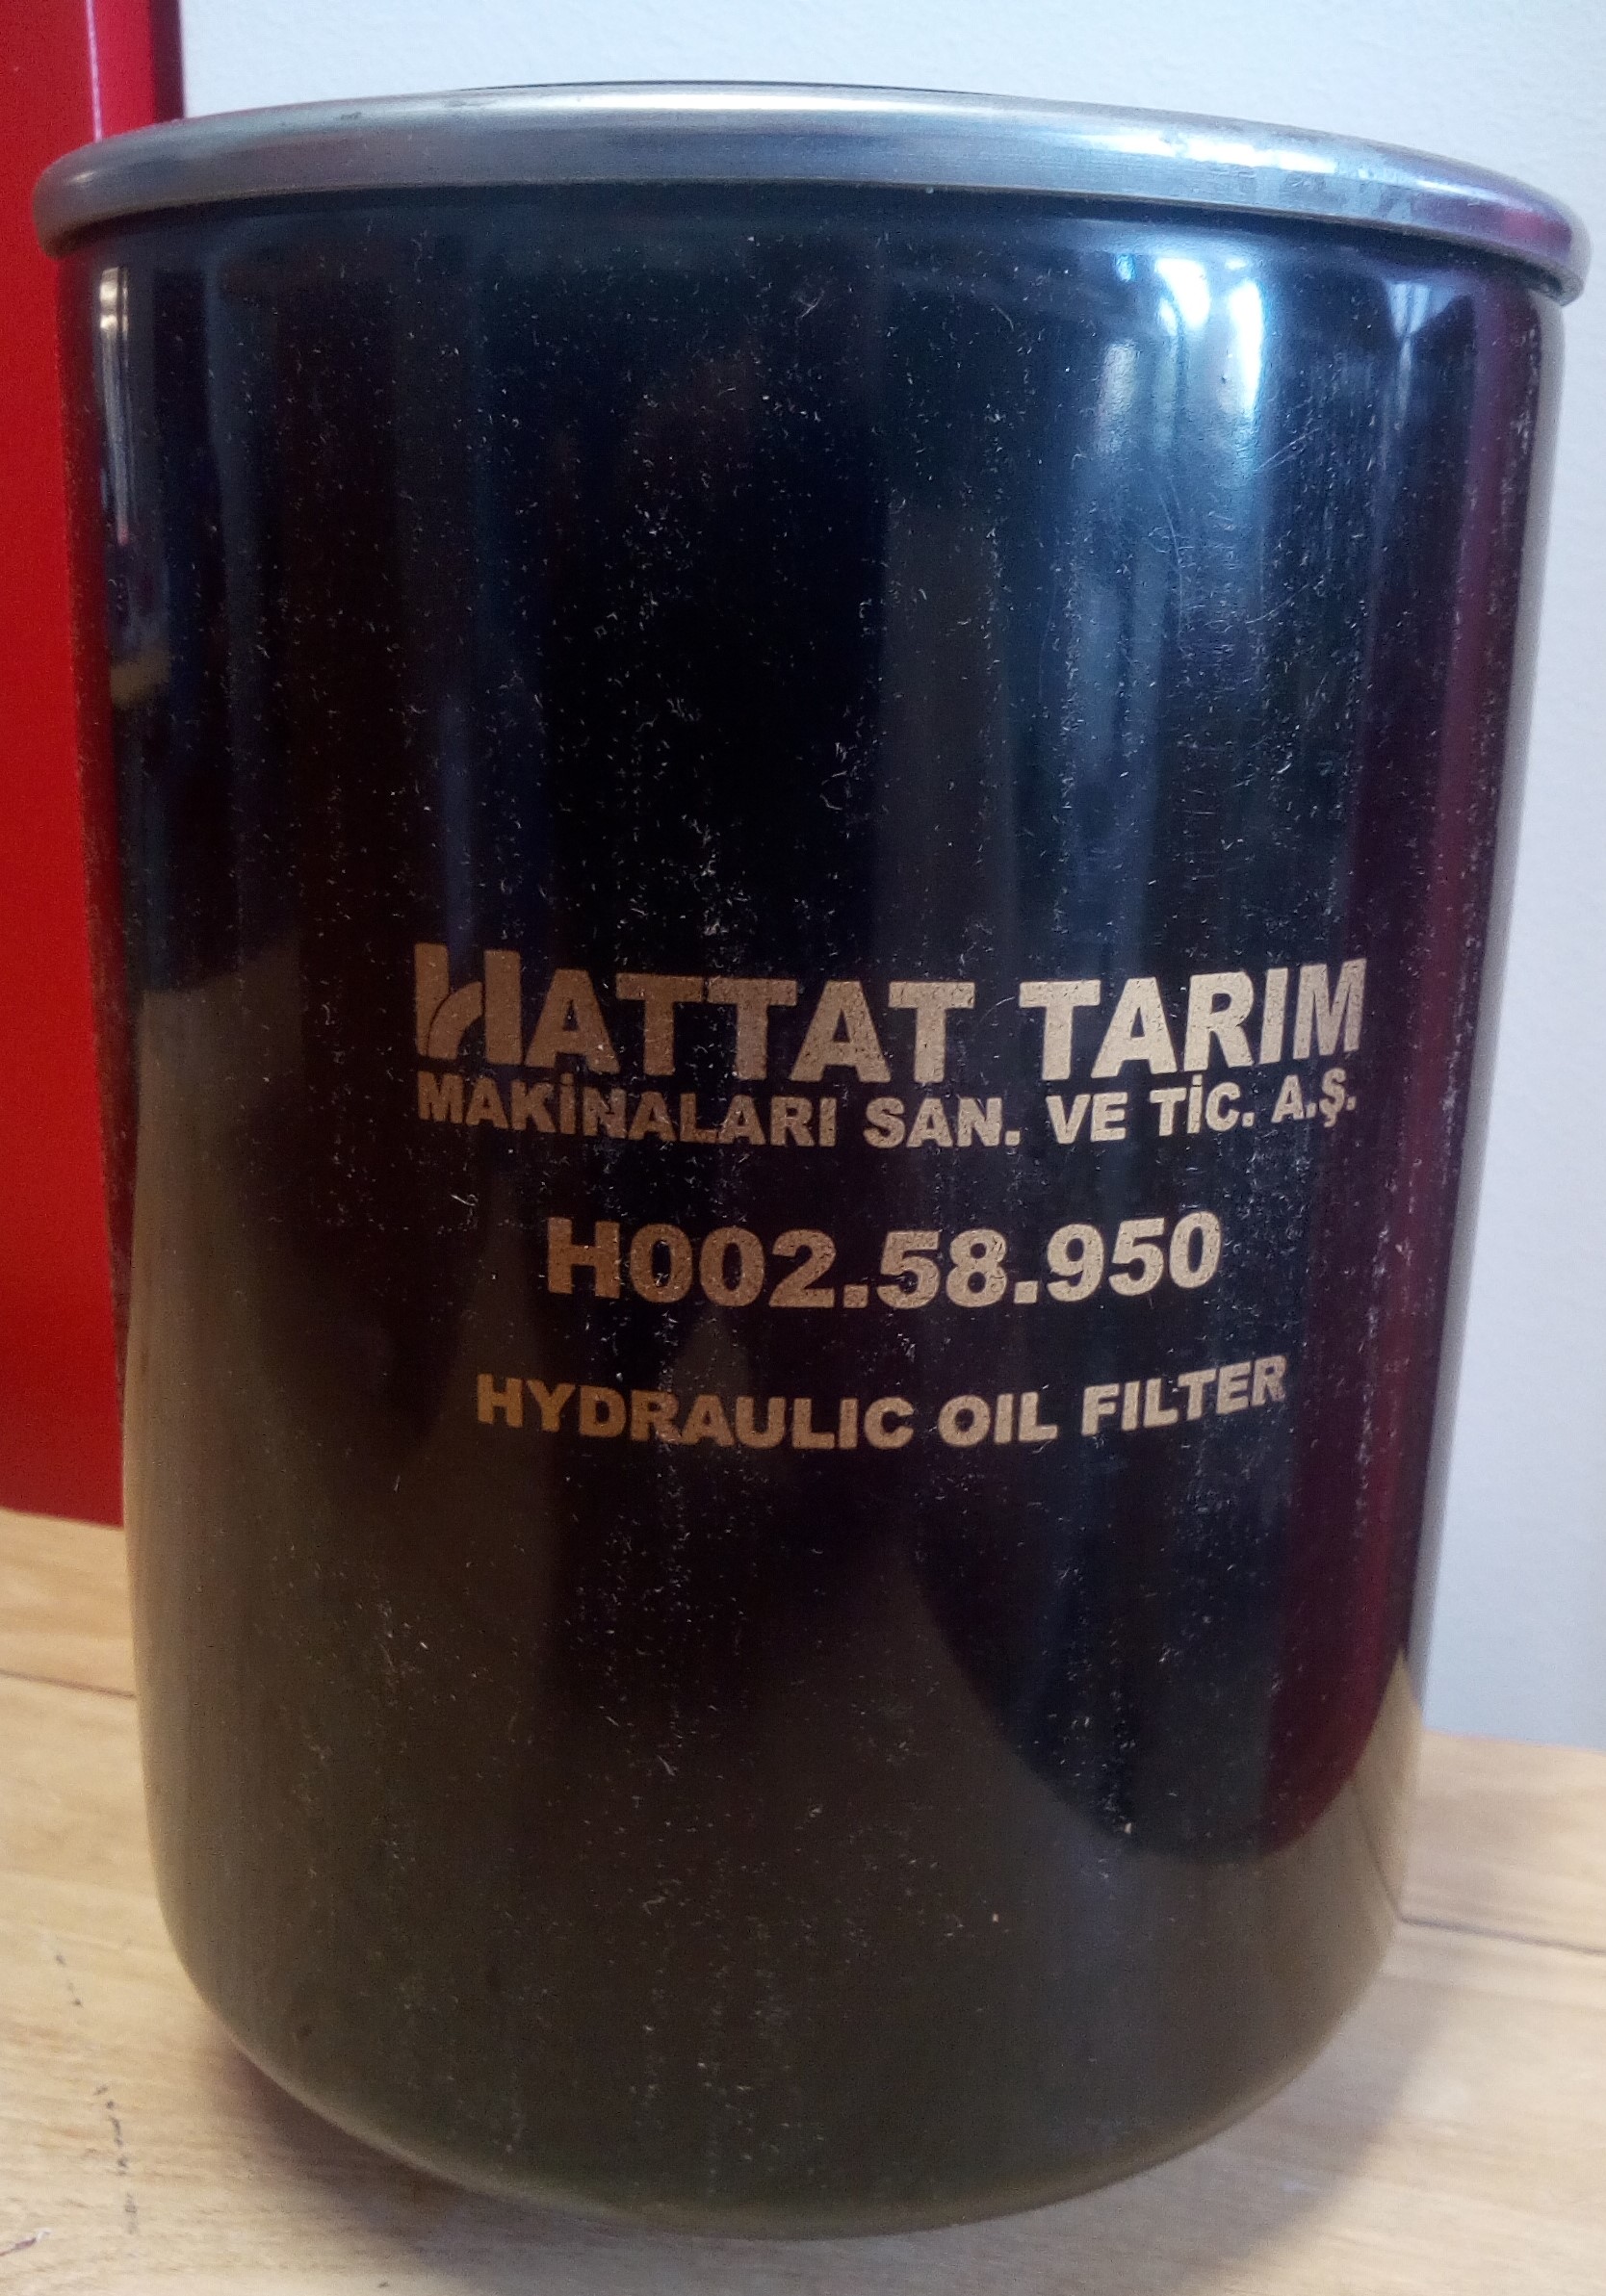 HATTAT TARIM
MAKİNALARI SAN. VE TİC. A.Ş.
H002.58.950
HYDRAULIC OIL FILTER